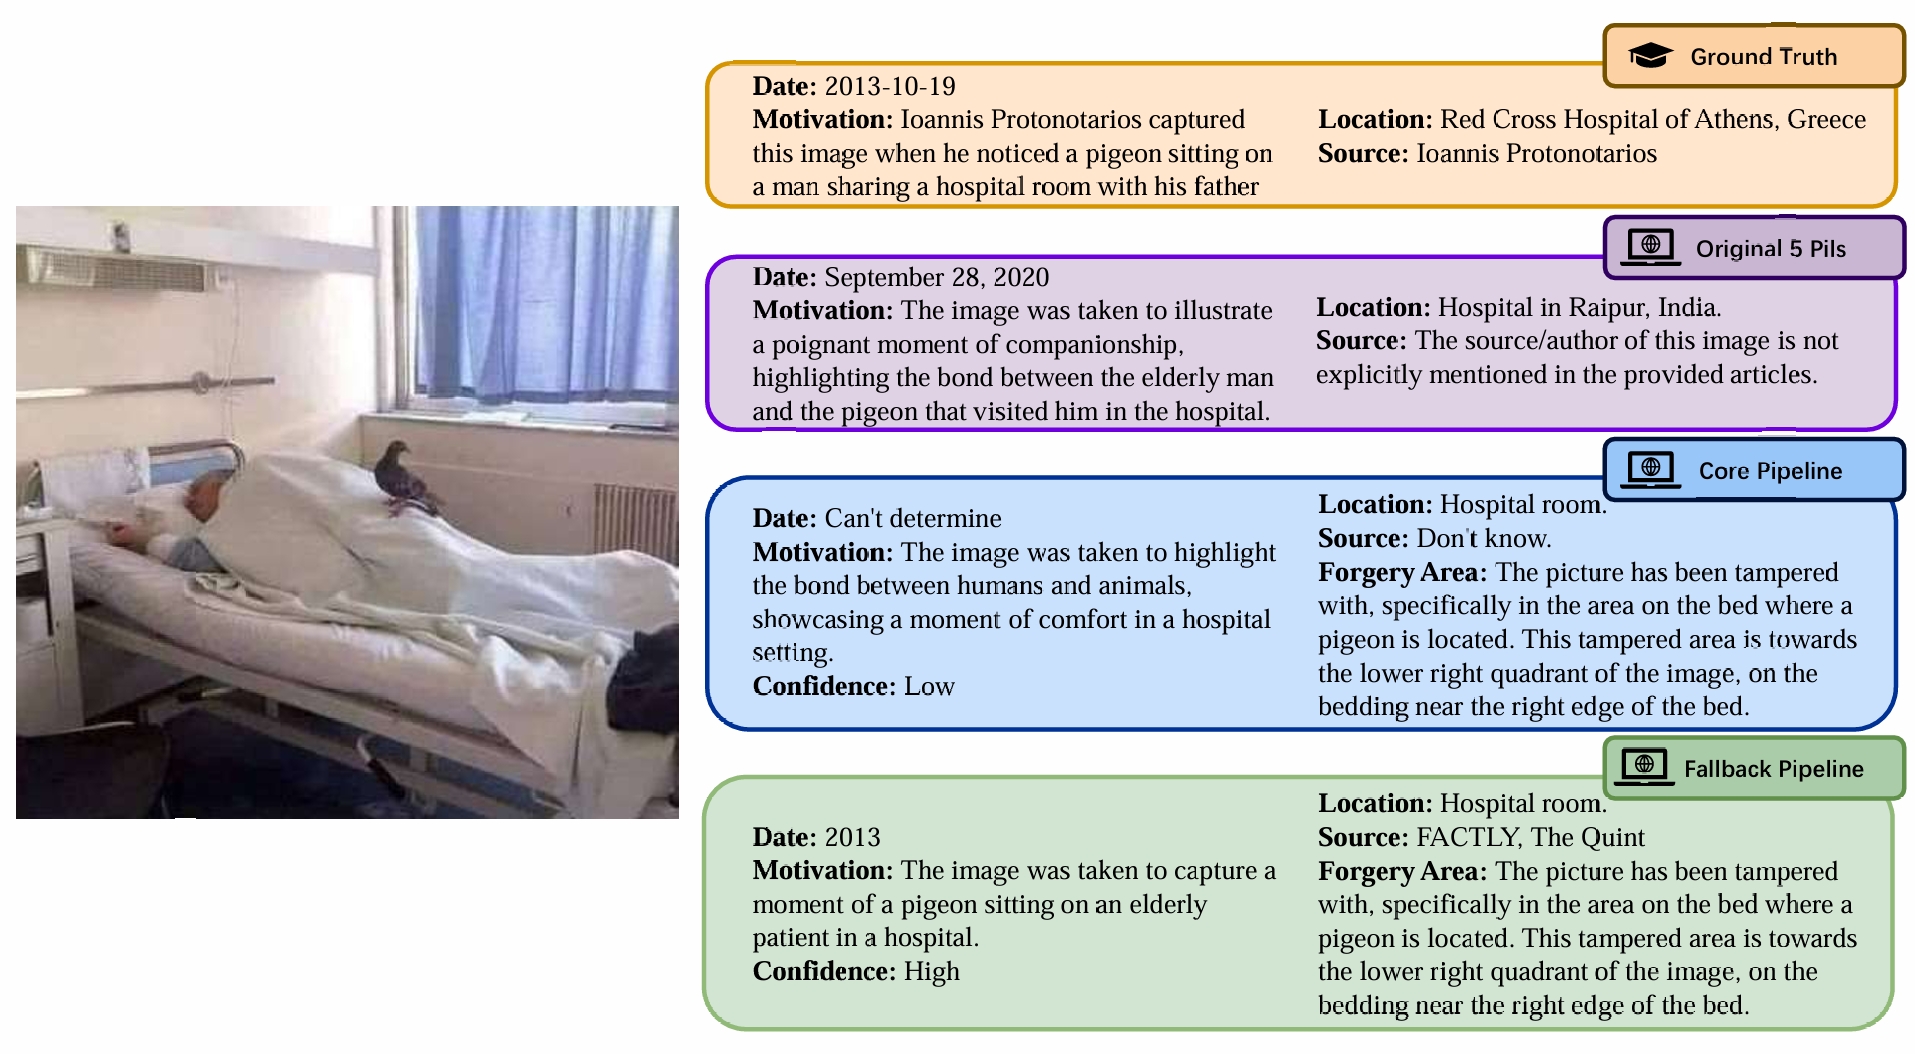 Ground Truth
Date: 2013-10-19
Motivation: Ioannis Protonotarios captured
this image when he noticed a pigeon sitting on
a man sharing a hospital room with his father
Location: Red Cross Hospital of Athens, Greece
Source: Ioannis Protonotarios
Original 5 Pils
Date: September 28, 2020
Motivation: The image was taken to illustrate
a poignant moment of companionship,
highlighting the bond between the elderly man
and the pigeon that visited him in the hospital.
Location: Hospital in Raipur, India.
Source: The source/author of this image is not
explicitly mentioned in the provided articles.
Core Pipeline
Date: Can't determine
Motivation: The image was taken to highlight
the bond between humans and animals,
showcasing a moment of comfort in a hospital
setting.
Confidence: Low
Location: Hospital room.
Source: Don't know.
Forgery Area: The picture has been tampered
with, specifically in the area on the bed where a
pigeon is located. This tampered area is towards
the lower right quadrant of the image, on the
bedding near the right edge of the bed.
Fallback Pipeline
Date: 2013
Motivation: The image was taken to capture a
moment of a pigeon sitting on an elderly
patient in a hospital.
Confidence: High
Location: Hospital room.
Source: FACTLY, The Quint
Forgery Area: The picture has been tampered
with, specifically in the area on the bed where a
pigeon is located. This tampered area is towards
the lower right quadrant of the image, on the
bedding near the right edge of the bed.